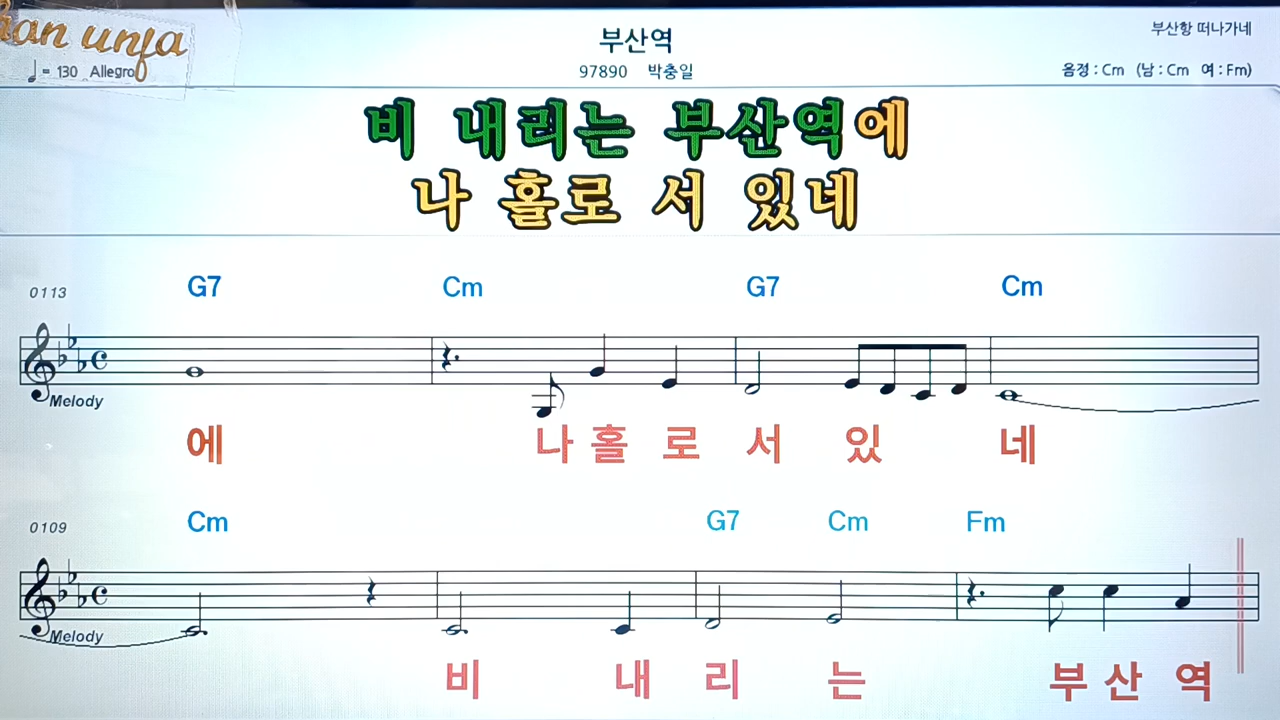 부산역
부산항 떠나가네
♩= 130 Allegro
97890 박충일
음정 : Cm (남 : Cm 여 : Fm)
비 내리는 부산역에
나 홀로 서 있네
0113 G7 Cm G7 Cm
Melody
에 나 홀 로 서 있 네
0109 Cm G7 Cm Fm
Melody
비 내 리 는 부 산 역